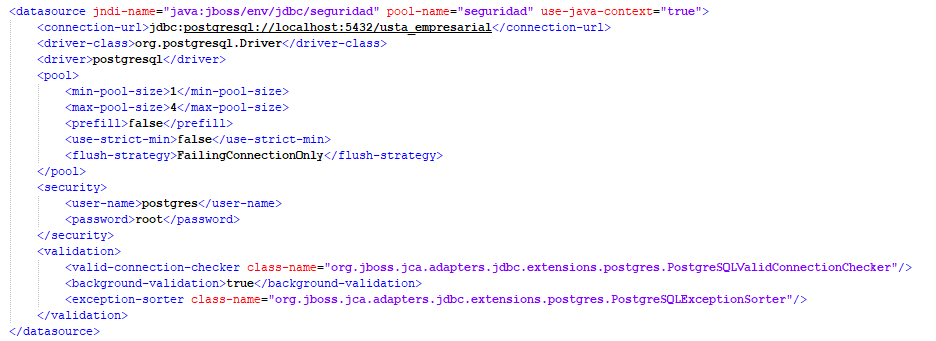 <datasource jndi-name="java:jboss/env/jdbc/seguridad" pool-name="seguridad" use-java-context="true">
<connection-url>jdbc:postgresql://localhost:5432/usta_empresarial</connection-url>
<driver-class>org.postgresql.Driver</driver-class>
<driver>postgresql</driver>
<pool>
<min-pool-size>1</min-pool-size>
<max-pool-size>4</max-pool-size>
<prefill>false</prefill>
<use-strict-min>false</use-strict-min>
<flush-strategy>FailingConnectionOnly</flush-strategy>
</pool>
<security>
<user-name>postgres</user-name>
<password>root</password>
</security>
<validation>
<valid-connection-checker class-name="org.jboss.jca.adapters.jdbc.extensions.postgres.PostgreSQLValidConnectionChecker"/>
<background-validation>true</background-validation>
<exception-sorter class-name="org.jboss.jca.adapters.jdbc.extensions.postgres.PostgreSQLExceptionSorter"/>
</validation>
</datasource>